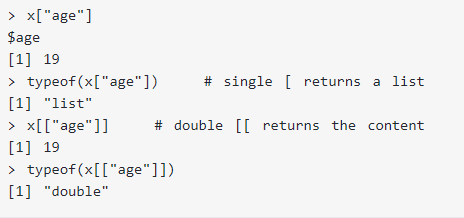 > x["age"]
$age
[1] 19
> typeof(x["age"])     # single [ returns a list
[1] "list"
> x[["age"]]     # double [[ returns the content
[1] 19
> typeof(x[["age"]])
[1] "double"